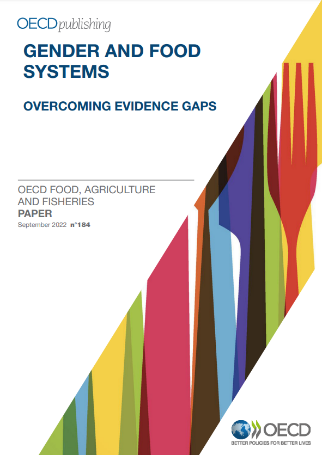 OECDpublishing
GENDER AND FOOD
SYSTEMS
OVERCOMING EVIDENCE GAPS
OECD FOOD, AGRICULTURE
AND FISHERIES
PAPER
September 2022 n°184
OECD
BETTER POLICIES FOR BETTER LIVES